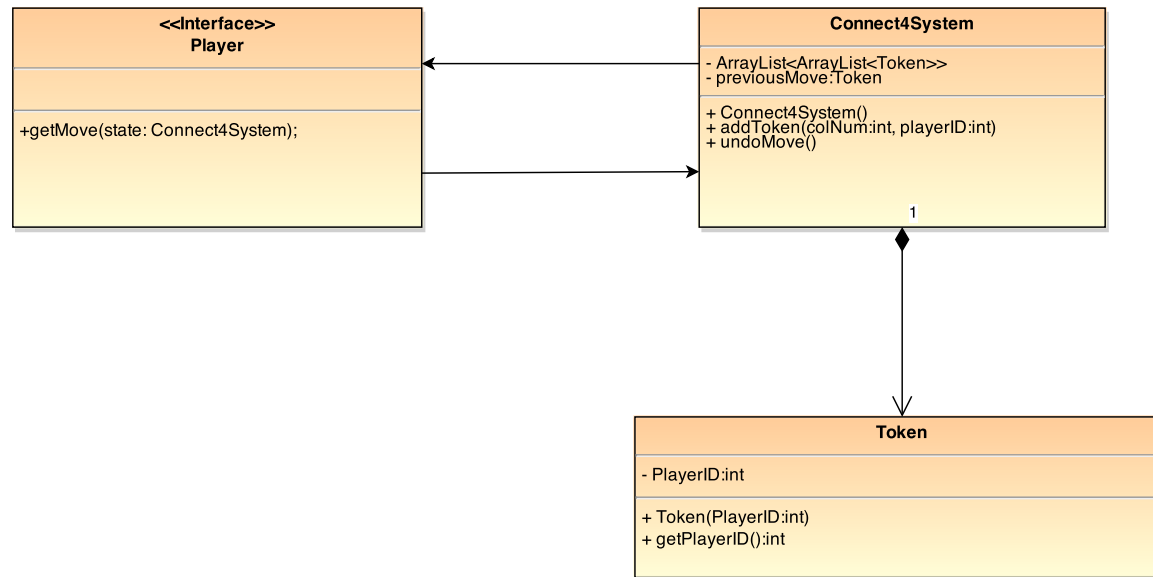 <<Interface>>
Player
+getMove(state: Connect4System);
Connect4System
- ArrayList<ArrayList<Token>>
- previousMove:Token
+ Connect4System()
+ addToken(colNum:int, playerID:int)
+ undoMove()
1
Token
- PlayerID:int
+ Token(PlayerID:int)
+ getPlayerID():int